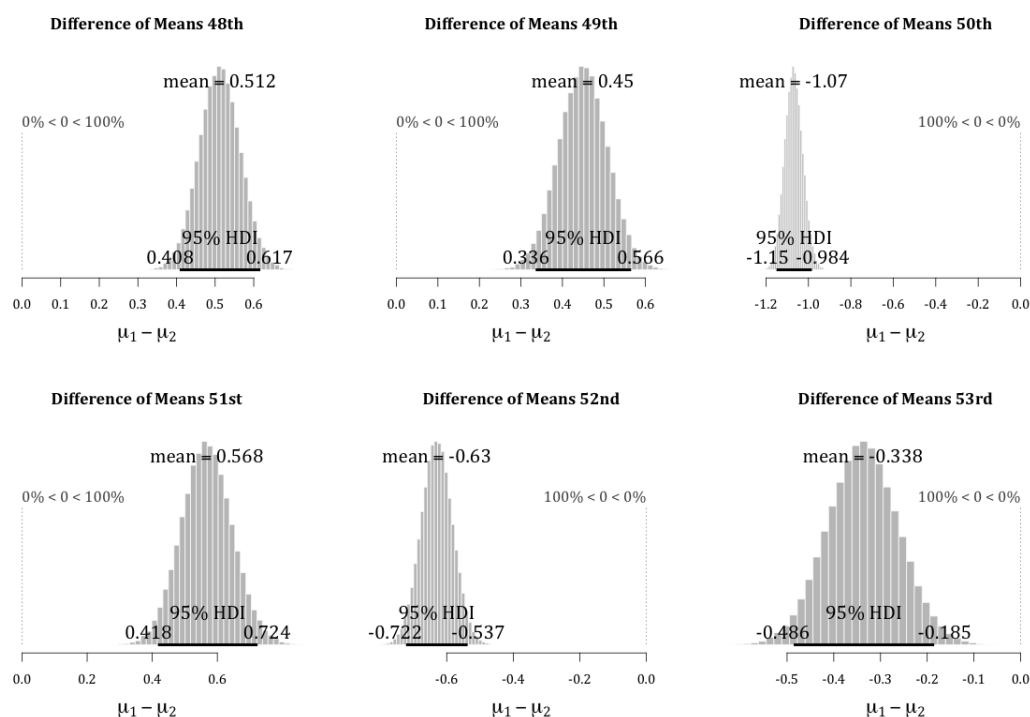 Difference of Means 48th
mean = 0.512
0% < 0 < 100%
95% HDI
0.408 0.617
0.0 0.1 0.2 0.3 0.4 0.5 0.6
μ1 − μ2
Difference of Means 49th
mean = 0.45
0% < 0 < 100%
95% HDI
0.336 0.566
0.0 0.1 0.2 0.3 0.4 0.5 0.6
μ1 − μ2
Difference of Means 50th
mean = -1.07
100% < 0 < 0%
95% HDI
-1.15 -0.984
-1.2 -1.0 -0.8 -0.6 -0.4 -0.2 0.0
μ1 − μ2
Difference of Means 51st
mean = 0.568
0% < 0 < 100%
95% HDI
0.418 0.724
0.0 0.2 0.4 0.6
μ1 − μ2
Difference of Means 52nd
mean = -0.63
100% < 0 < 0%
95% HDI
-0.722 -0.537
-0.6 -0.4 -0.2 0.0
μ1 − μ2
Difference of Means 53rd
mean = -0.338
100% < 0 < 0%
95% HDI
-0.486 -0.185
-0.5 -0.4 -0.3 -0.2 -0.1 0.0
μ1 − μ2